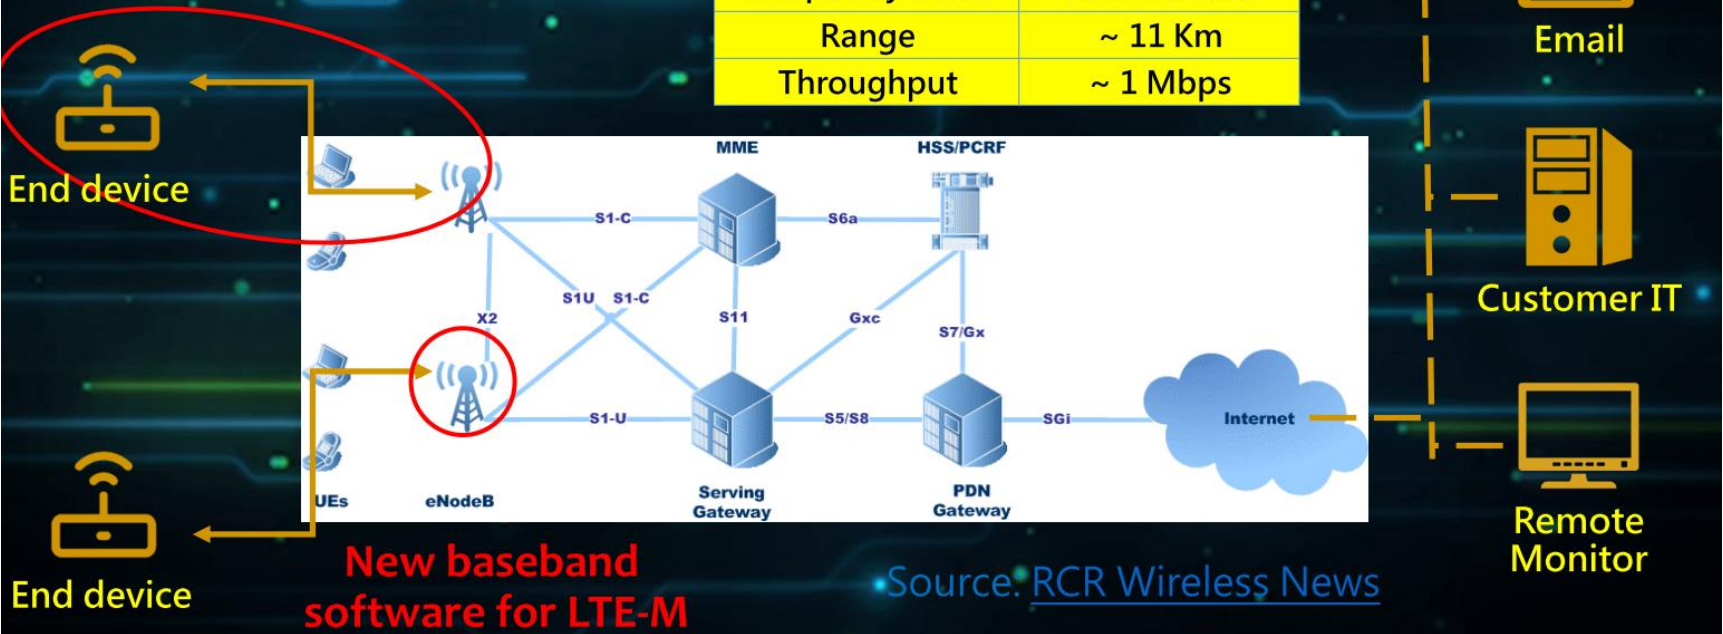 Range ~ 11 Km
Throughput ~ 1 Mbps
Email
End device
MME
HSS/PCRF
S1-C
S6a
Customer IT
S1U
S1-C
X2
S11
Gxc
S7/Gx
S1-U
S5/S8
SGi
Internet
UEs
eNodeB
Serving
Gateway
PDN
Gateway
Remote
Monitor
End device
New baseband
software for LTE-M
Source: RCR Wireless News